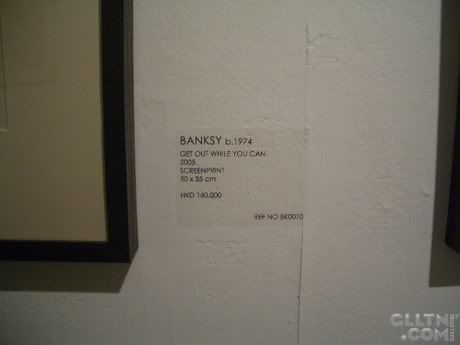 BANKSY b.1974
GET OUT WHILE YOU CAN
2005
SCREENPRINT
50 x 35 cm
HKD 160,000
REF NO BK0010
GLLTN.
.COM